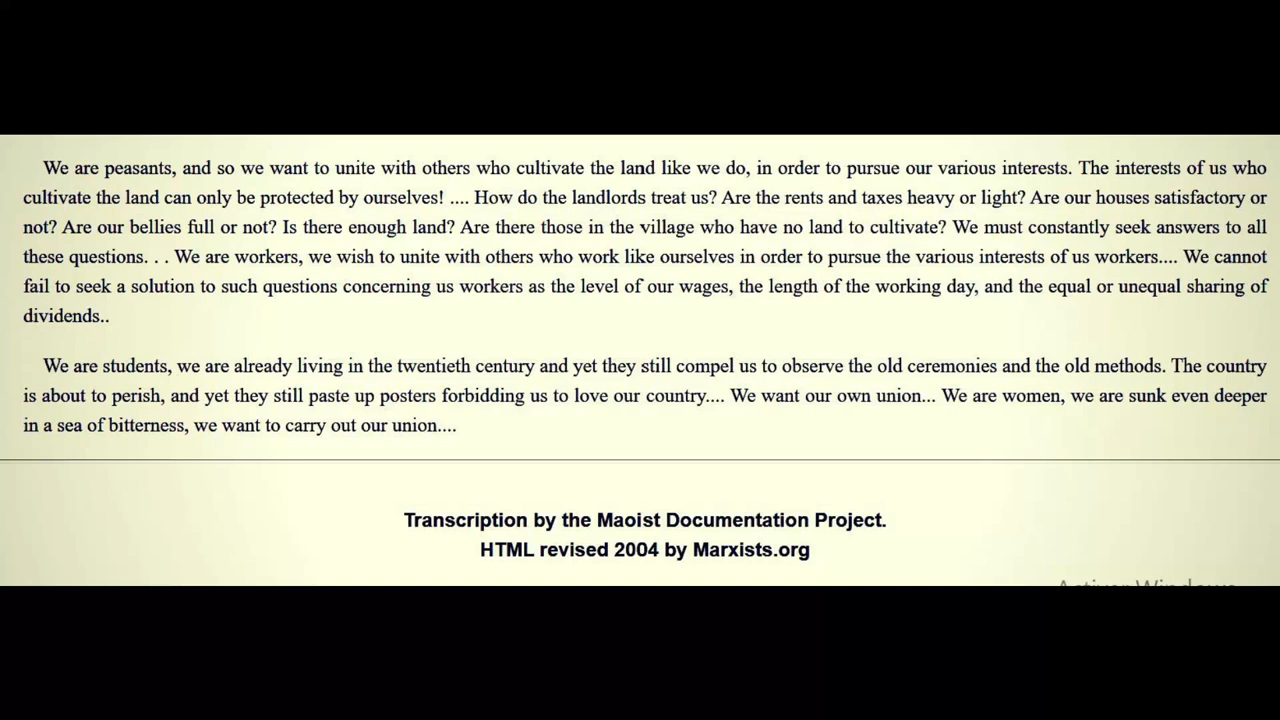 We are peasants, and so we want to unite with others who cultivate the land like we do, in order to pursue our various interests. The interests of us who
cultivate the land can only be protected by ourselves! .... How do the landlords treat us? Are the rents and taxes heavy or light? Are our houses satisfactory or
not? Are our bellies full or not? Is there enough land? Are there those in the village who have no land to cultivate? We must constantly seek answers to all
these questions. . . We are workers, we wish to unite with others who work like ourselves in order to pursue the various interests of us workers.... We cannot
fail to seek a solution to such questions concerning us workers as the level of our wages, the length of the working day, and the equal or unequal sharing of
dividends..
We are students, we are already living in the twentieth century and yet they still compel us to observe the old ceremonies and the old methods. The country
is about to perish, and yet they still paste up posters forbidding us to love our country.... We want our own union... We are women, we are sunk even deeper
in a sea of bitterness, we want to carry out our union....
Transcription by the Maoist Documentation Project.
HTML revised 2004 by Marxists.org
Activer Windows